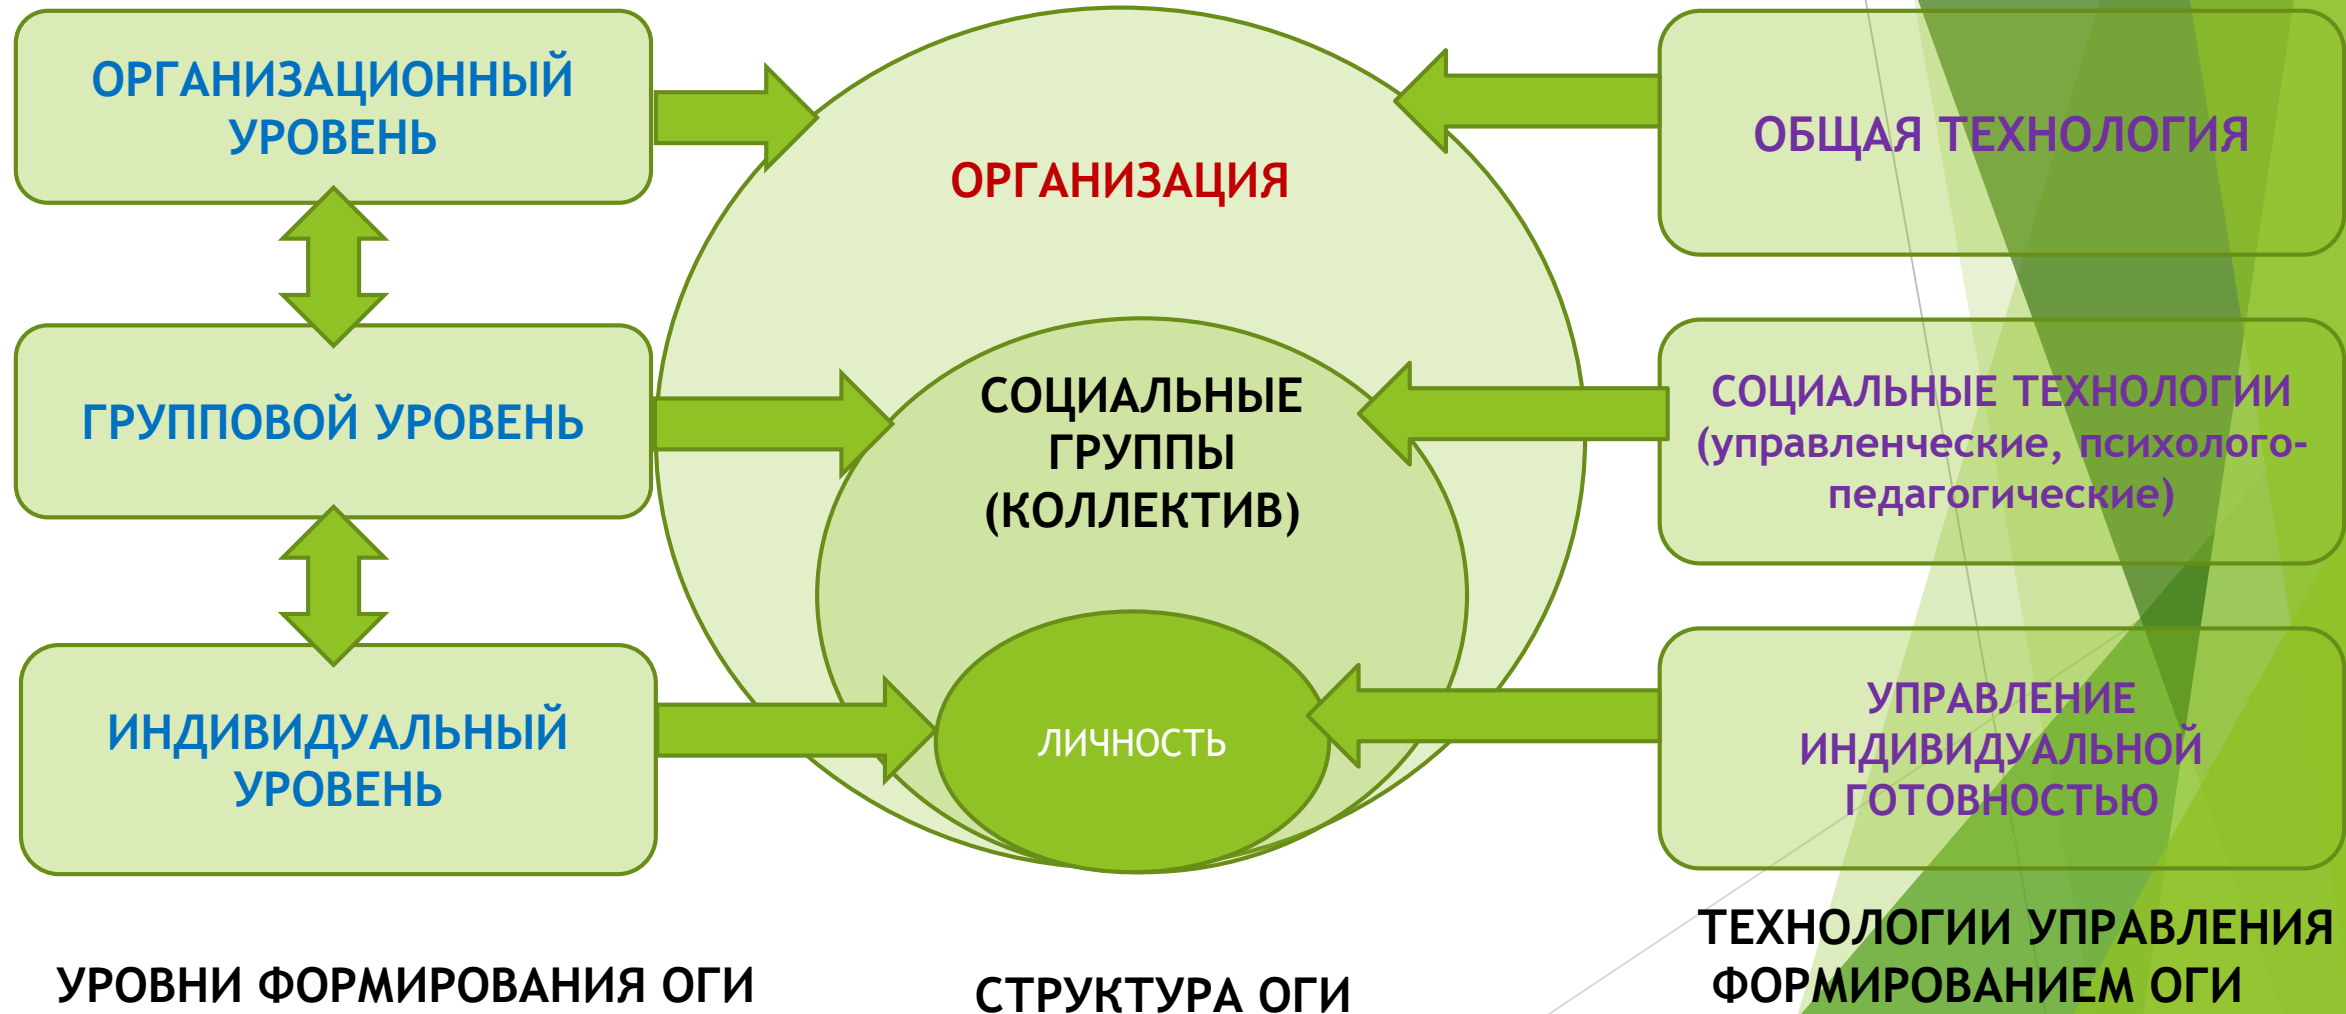 ОРГАНИЗАЦИОННЫЙ
УРОВЕНЬ
ГРУППОВОЙ УРОВЕНЬ
ИНДИВИДУАЛЬНЫЙ
УРОВЕНЬ
УРОВНИ ФОРМИРОВАНИЯ ОГИ
ОРГАНИЗАЦИЯ
СОЦИАЛЬНЫЕ
ГРУППЫ
(КОЛЛЕКТИВ)
ЛИЧНОСТЬ
СТРУКТУРА ОГИ
ОБЩАЯ ТЕХНОЛОГИЯ
СОЦИАЛЬНЫЕ ТЕХНОЛОГИИ
(управленческие, психолого-
педагогические)
УПРАВЛЕНИЕ
ИНДИВИДУАЛЬНОЙ
ГОТОВНОСТЬЮ
ТЕХНОЛОГИИ УПРАВЛЕНИЯ
ФОРМИРОВАНИЕМ ОГИ